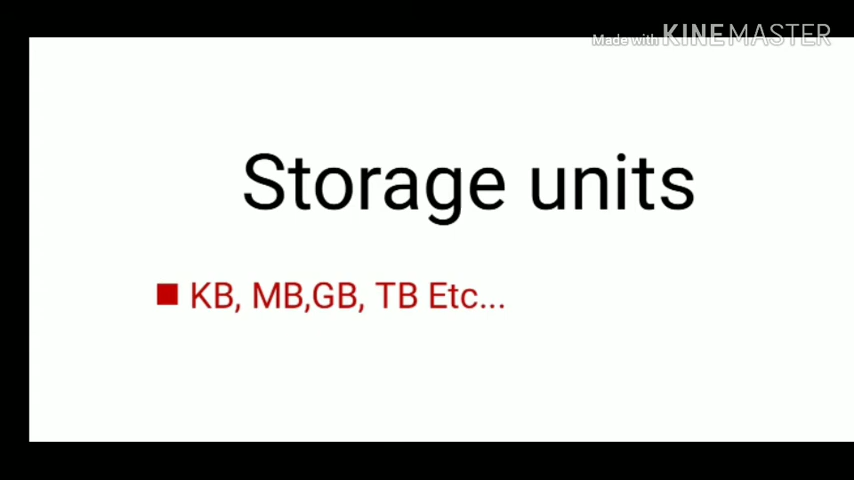 Made with KINEMASTER
Storage units
KB, MB,GB, TB Etc...